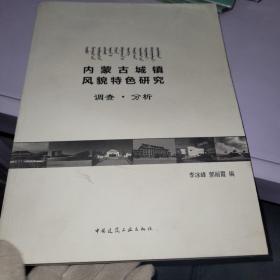 内蒙古城镇
风貌特色研究
调查·分析
李冰峰 郭丽霞 编
中国建筑工业出版社